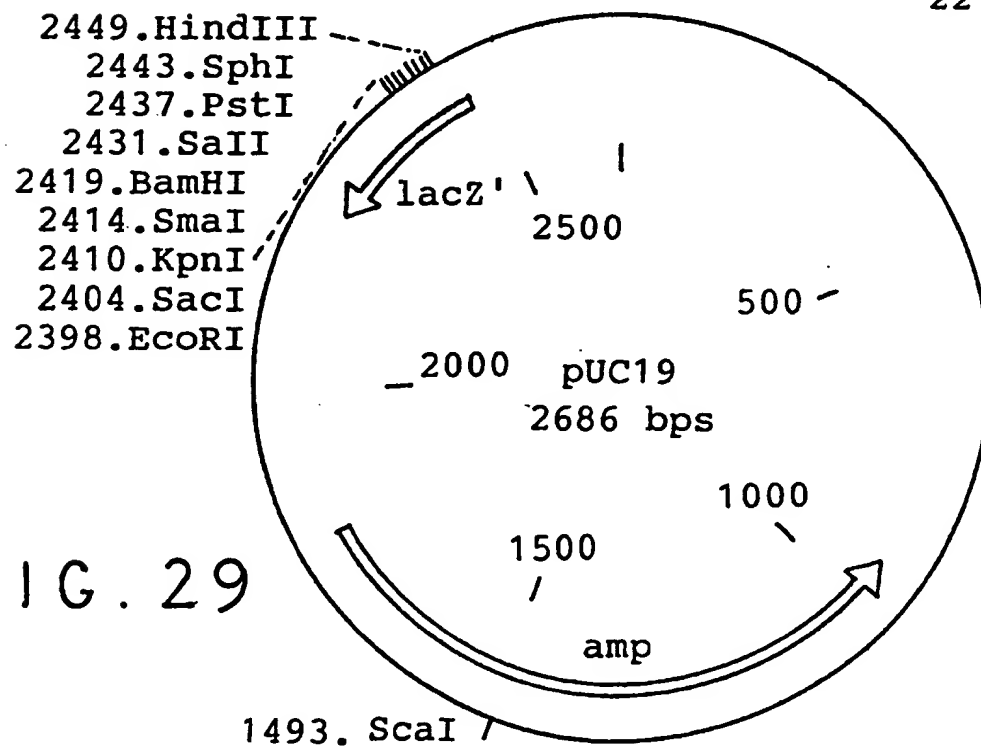 22
2449.HindIII
2443.SphI
2437.PstI
2431.SalI
2419.BamHI
2414.SmaI
2410.KpnI
2404.SacI
2398.EcoRI
lacZ'
2500
500
2000
pUC19
2686 bps
1000
1500
IG. 29
amp
1493. ScaI